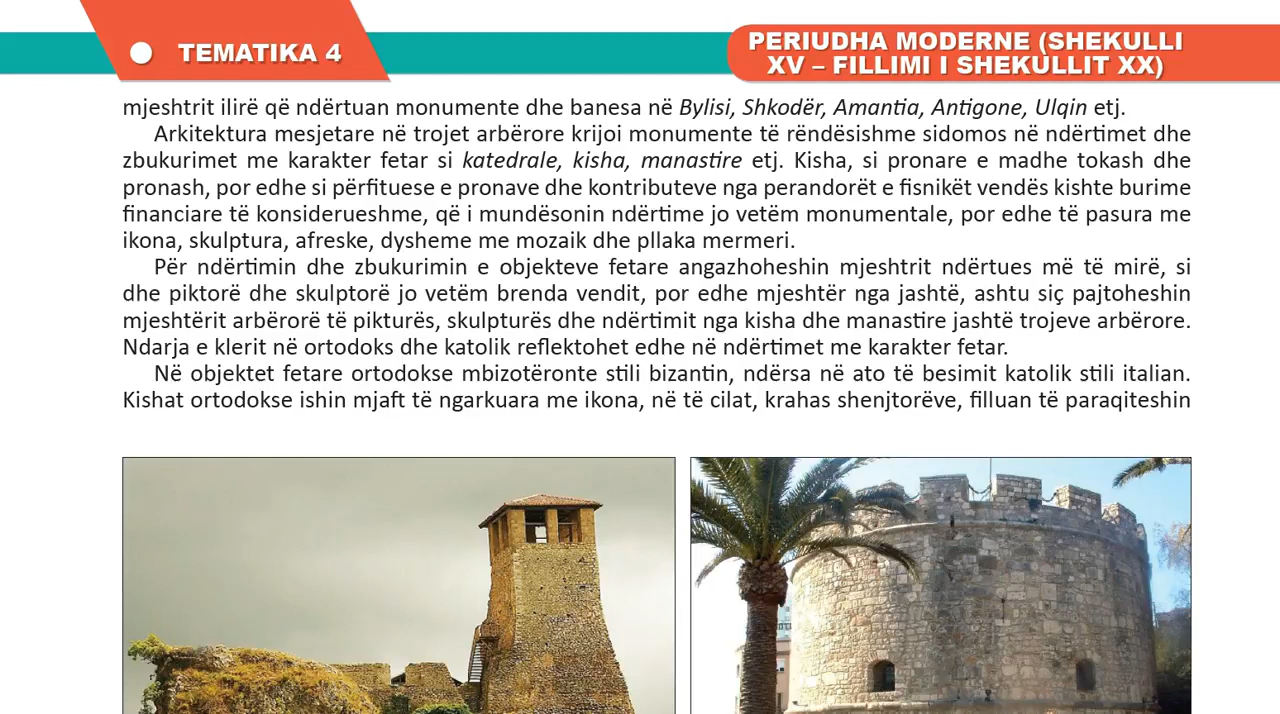 TEMATIKA 4
PERIUDHA MODERNE (SHEKULLI
XV – FILLIMI I SHEKULLIT XX)
mjeshtrit ilirë që ndërtuan monumente dhe banesa në Bylisi, Shkodër, Amantia, Antigone, Ulqin etj.
Arkitektura mesjetare në trojet arbërore krijoi monumente të rëndësishme sidomos në ndërtimet dhe
zbukurimet me karakter fetar si katedrale, kisha, manastire etj. Kisha, si pronare e madhe tokash dhe
pronash, por edhe si përfituese e pronave dhe kontributeve nga perandorët e fisnikët vendës kishte burime
financiare të konsiderueshme, që i mundësonin ndërtime jo vetëm monumentale, por edhe të pasura me
ikona, skulptura, afreske, dysheme me mozaik dhe pllaka mermeri.
Për ndërtimin dhe zbukurimin e objekteve fetare angazhoheshin mjeshtrit ndërtues më të mirë, si
dhe piktorë dhe skulptorë jo vetëm brenda vendit, por edhe mjeshtër nga jashtë, ashtu siç pajtoheshin
mjeshtërit arbërorë të pikturës, skulpturës dhe ndërtimit nga kisha dhe manastire jashtë trojeve arbërore.
Ndarja e klerit në ortodoks dhe katolik reflektohet edhe në ndërtimet me karakter fetar.
Në objektet fetare ortodokse mbizotëronte stili bizantin, ndërsa në ato të besimit katolik stili italian.
Kishat ortodokse ishin mjaft të ngarkuara me ikona, në të cilat, krahas shenjtorëve, filluan të paraqiteshin